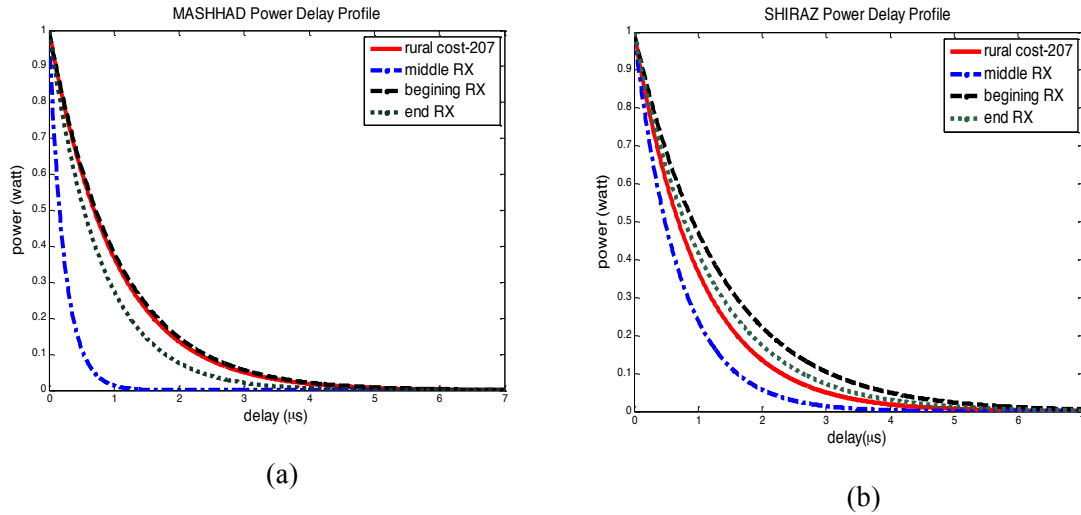 MASHHAD Power Delay Profile
1
0.9
0.8
0.7
0.6
0.5
0.4
0.3
0.2
0.1
0
power (watt)
rural cost-207
middle RX
begining RX
end RX
0 1 2 3 4 5 6 7
delay (μs)
(a)
SHIRAZ Power Delay Profile
1
0.9
0.8
0.7
0.6
0.5
0.4
0.3
0.2
0.1
0
power (watt)
rural cost-207
middle RX
begining RX
end RX
0 1 2 3 4 5 6 7
delay(μs)
(b)